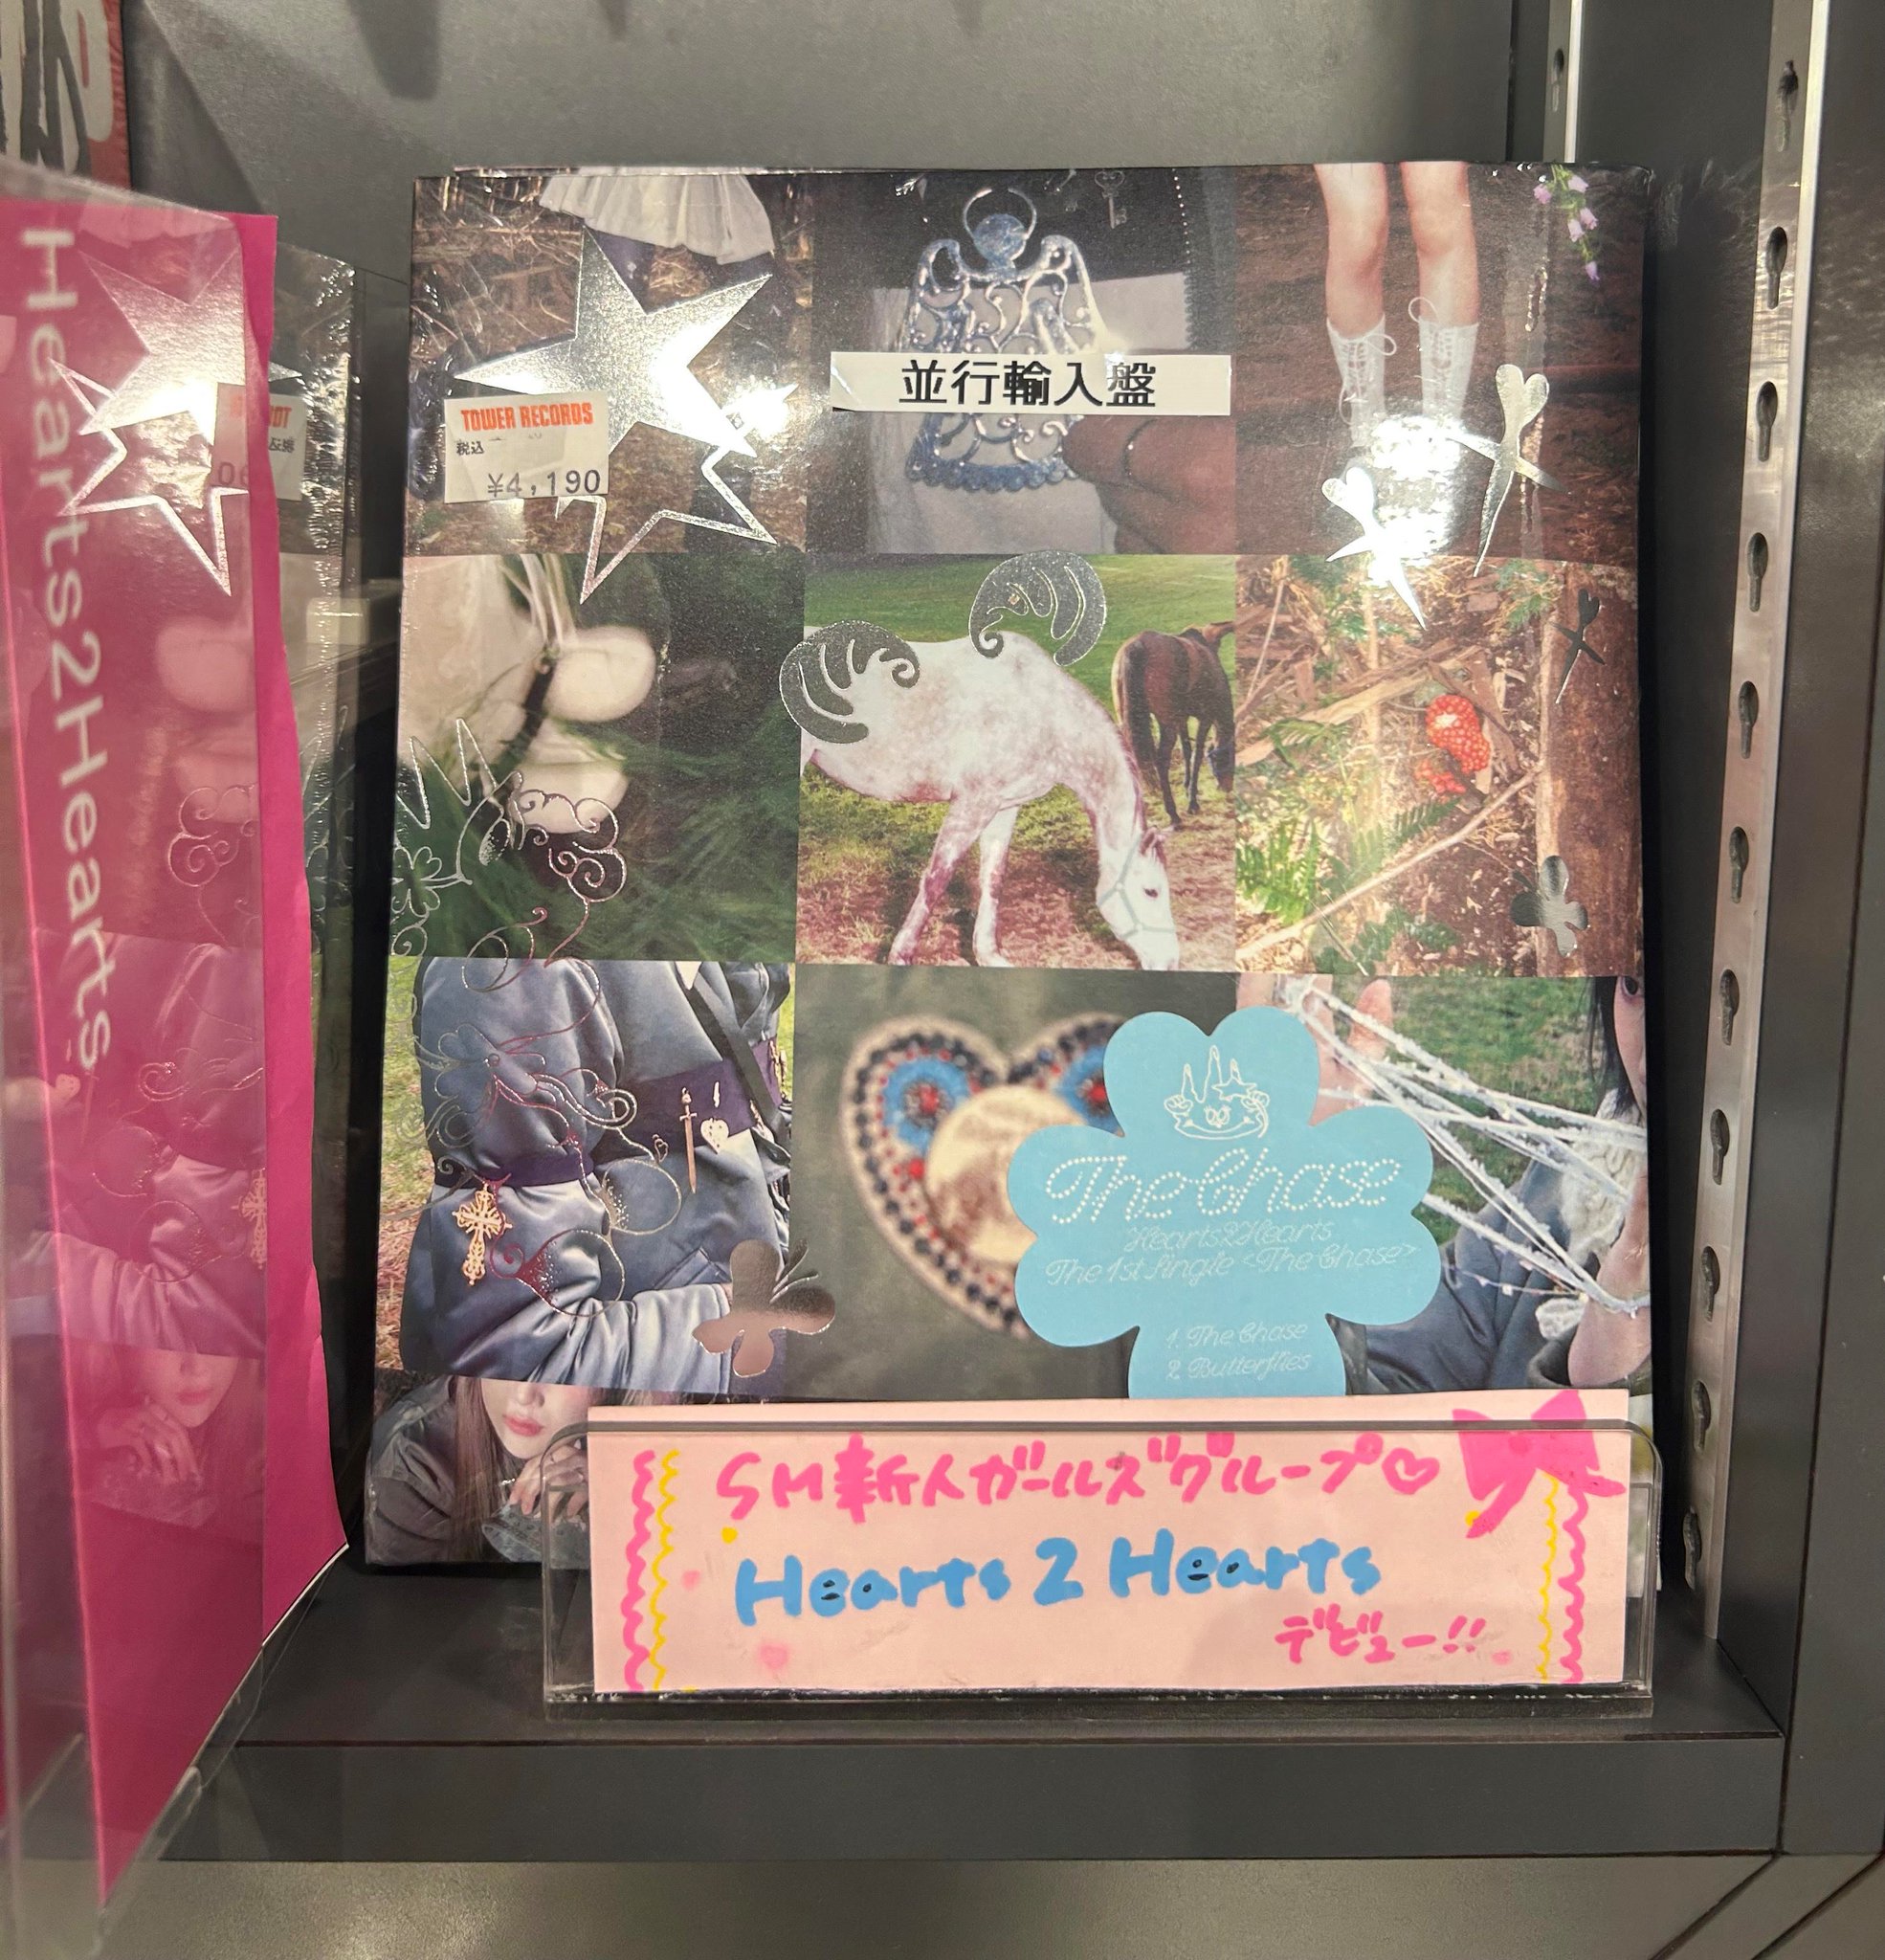 Hearts2Hearts
TOWER RECORDS
税込
¥4,190
並行輸入盤
The Chase
Hearts2Hearts
The 1st Single <The Chase>
1. The Chase
2. Butterflies
SM新人ガールズグループ♡
Hearts 2 Hearts
デビュー!!